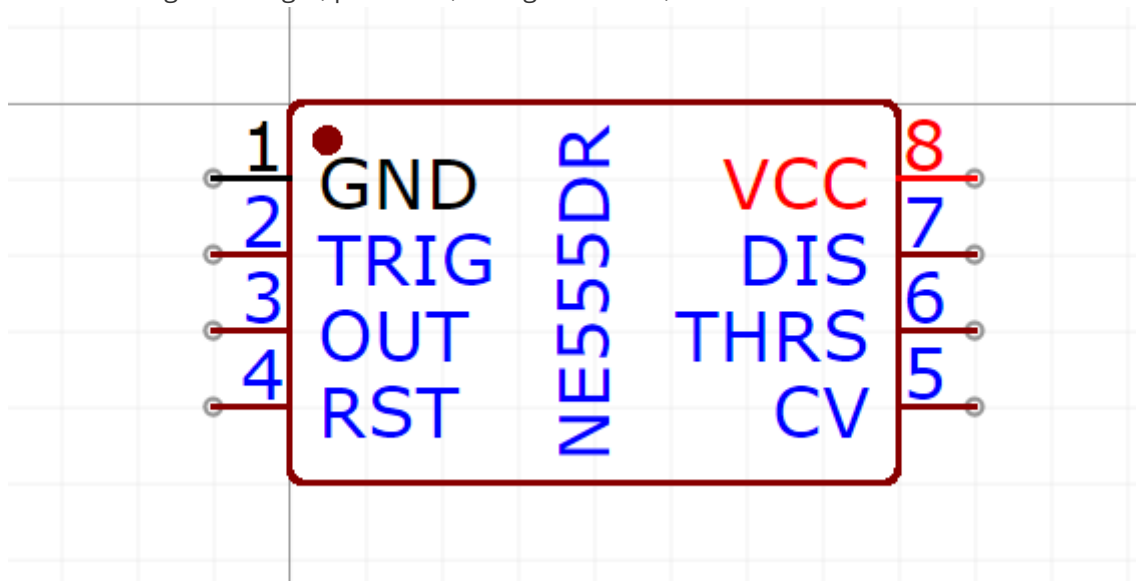 1 GND
2 TRIG
3 OUT
4 RST
NE555DR
VCC 8
DIS 7
THRS 6
CV 5